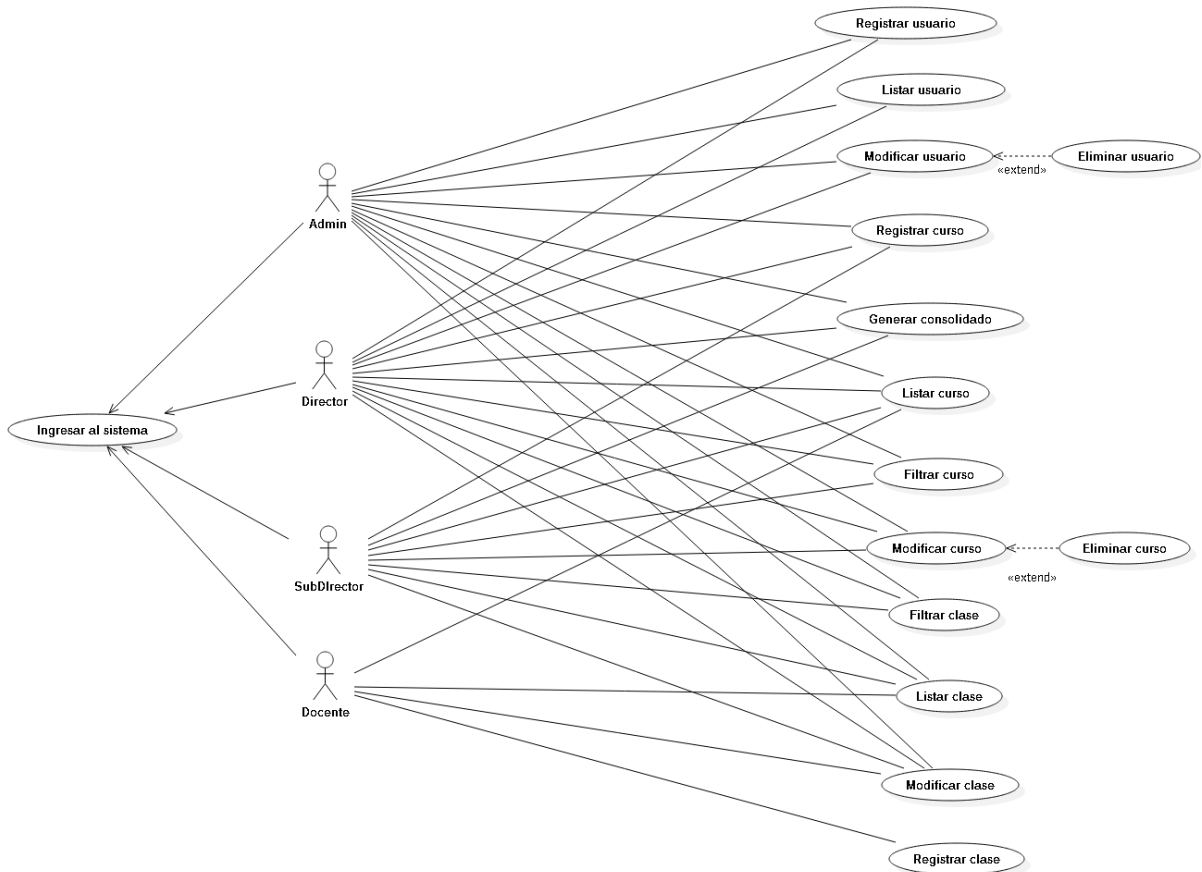 Registrar usuario
Listar usuario
Modificar usuario
Eliminar usuario
«extend»
Admin
Registrar curso
Generar consolidado
Director
Listar curso
Ingresar al sistema
Filtrar curso
Modificar curso
Eliminar curso
«extend»
SubDIrector
Filtrar clase
Listar clase
Docente
Modificar clase
Registrar clase